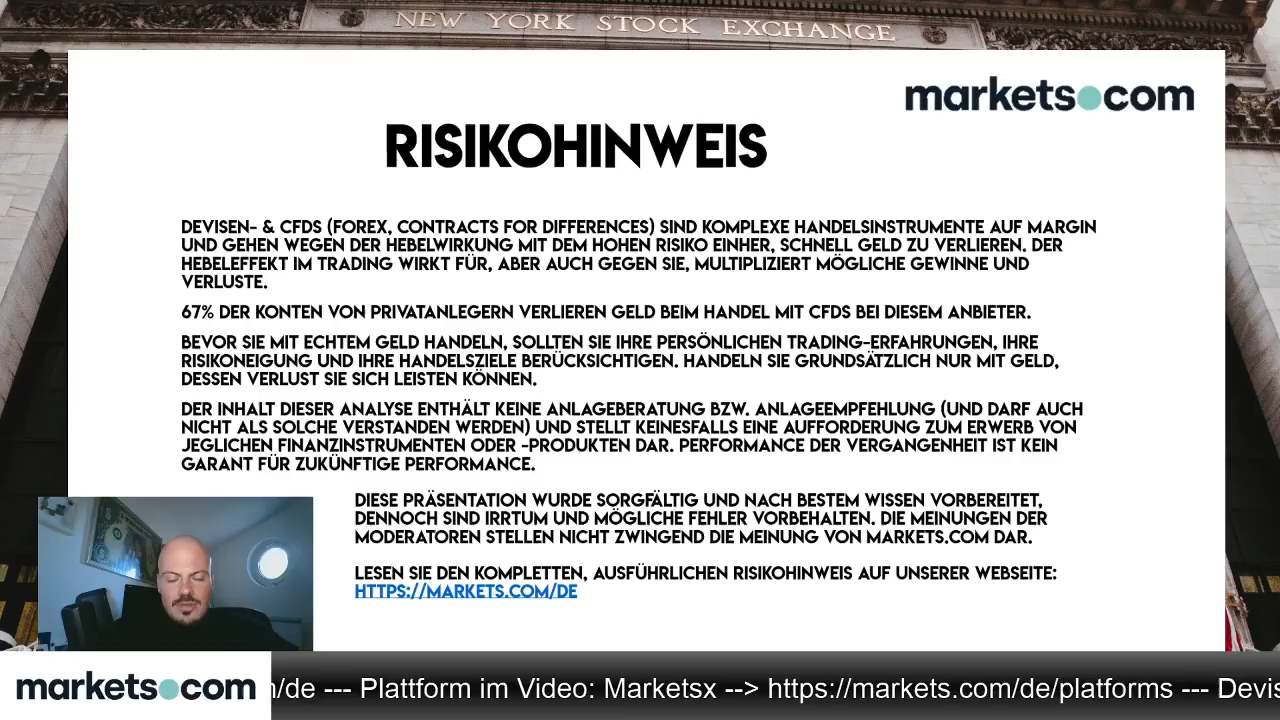 NEW YORK STOCK EXCHANGE
markets.com
RISIKOHINWEIS
DEVISEN- & CFDS (FOREX, CONTRACTS FOR DIFFERENCES) SIND KOMPLEXE HANDELSINSTRUMENTE AUF MARGIN
UND GEHEN WEGEN DER HEBELWIRKUNG MIT DEM HOHEN RISIKO EINHER, SCHNELL GELD ZU VERLIEREN. DER
HEBELEFFEKT IM TRADING WIRKT FÜR, ABER AUCH GEGEN SIE, MULTIPLIZIERT MÖGLICHE GEWINNE UND
VERLUSTE.
67% DER KONTEN VON PRIVATANLEGERN VERLIEREN GELD BEIM HANDEL MIT CFDS BEI DIESEM ANBIETER.
BEVOR SIE MIT ECHTEM GELD HANDELN, SOLLTEN SIE IHRE PERSÖNLICHEN TRADING-ERFAHRUNGEN, IHRE
RISIKONEIGUNG UND IHRE HANDELSZIELE BERÜCKSICHTIGEN. HANDELN SIE GRUNDSÄTZLICH NUR MIT GELD,
DESSEN VERLUST SIE SICH LEISTEN KÖNNEN.
DER INHALT DIESER ANALYSE ENTHÄLT KEINE ANLAGEBERATUNG BZW. ANLAGEEMPFEHLUNG (UND DARF AUCH
NICHT ALS SOLCHE VERSTANDEN WERDEN) UND STELLT KEINESFALLS EINE AUFFORDERUNG ZUM ERWERB VON
JEGLICHEN FINANZINSTRUMENTEN ODER -PRODUKTEN DAR. PERFORMANCE DER VERGANGENHEIT IST KEIN
GARANT FÜR ZUKÜNFTIGE PERFORMANCE.
DIESE PRÄSENTATION WURDE SORGFÄLTIG UND NACH BESTEM WISSEN VORBEREITET,
DENNOCH SIND IRRTUM UND MÖGLICHE FEHLER VORBEHALTEN. DIE MEINUNGEN DER
MODERATOREN STELLEN NICHT ZWINGEND DIE MEINUNG VON MARKETS.COM DAR.
LESEN SIE DEN KOMPLETTEN, AUSFÜHRLICHEN RISIKOHINWEIS AUF UNSERER WEBSEITE:
HTTPS://MARKETS.COM/DE
markets.com
/de --- Plattform im Video: Marketsx --> https://markets.com/de/platforms --- Devis